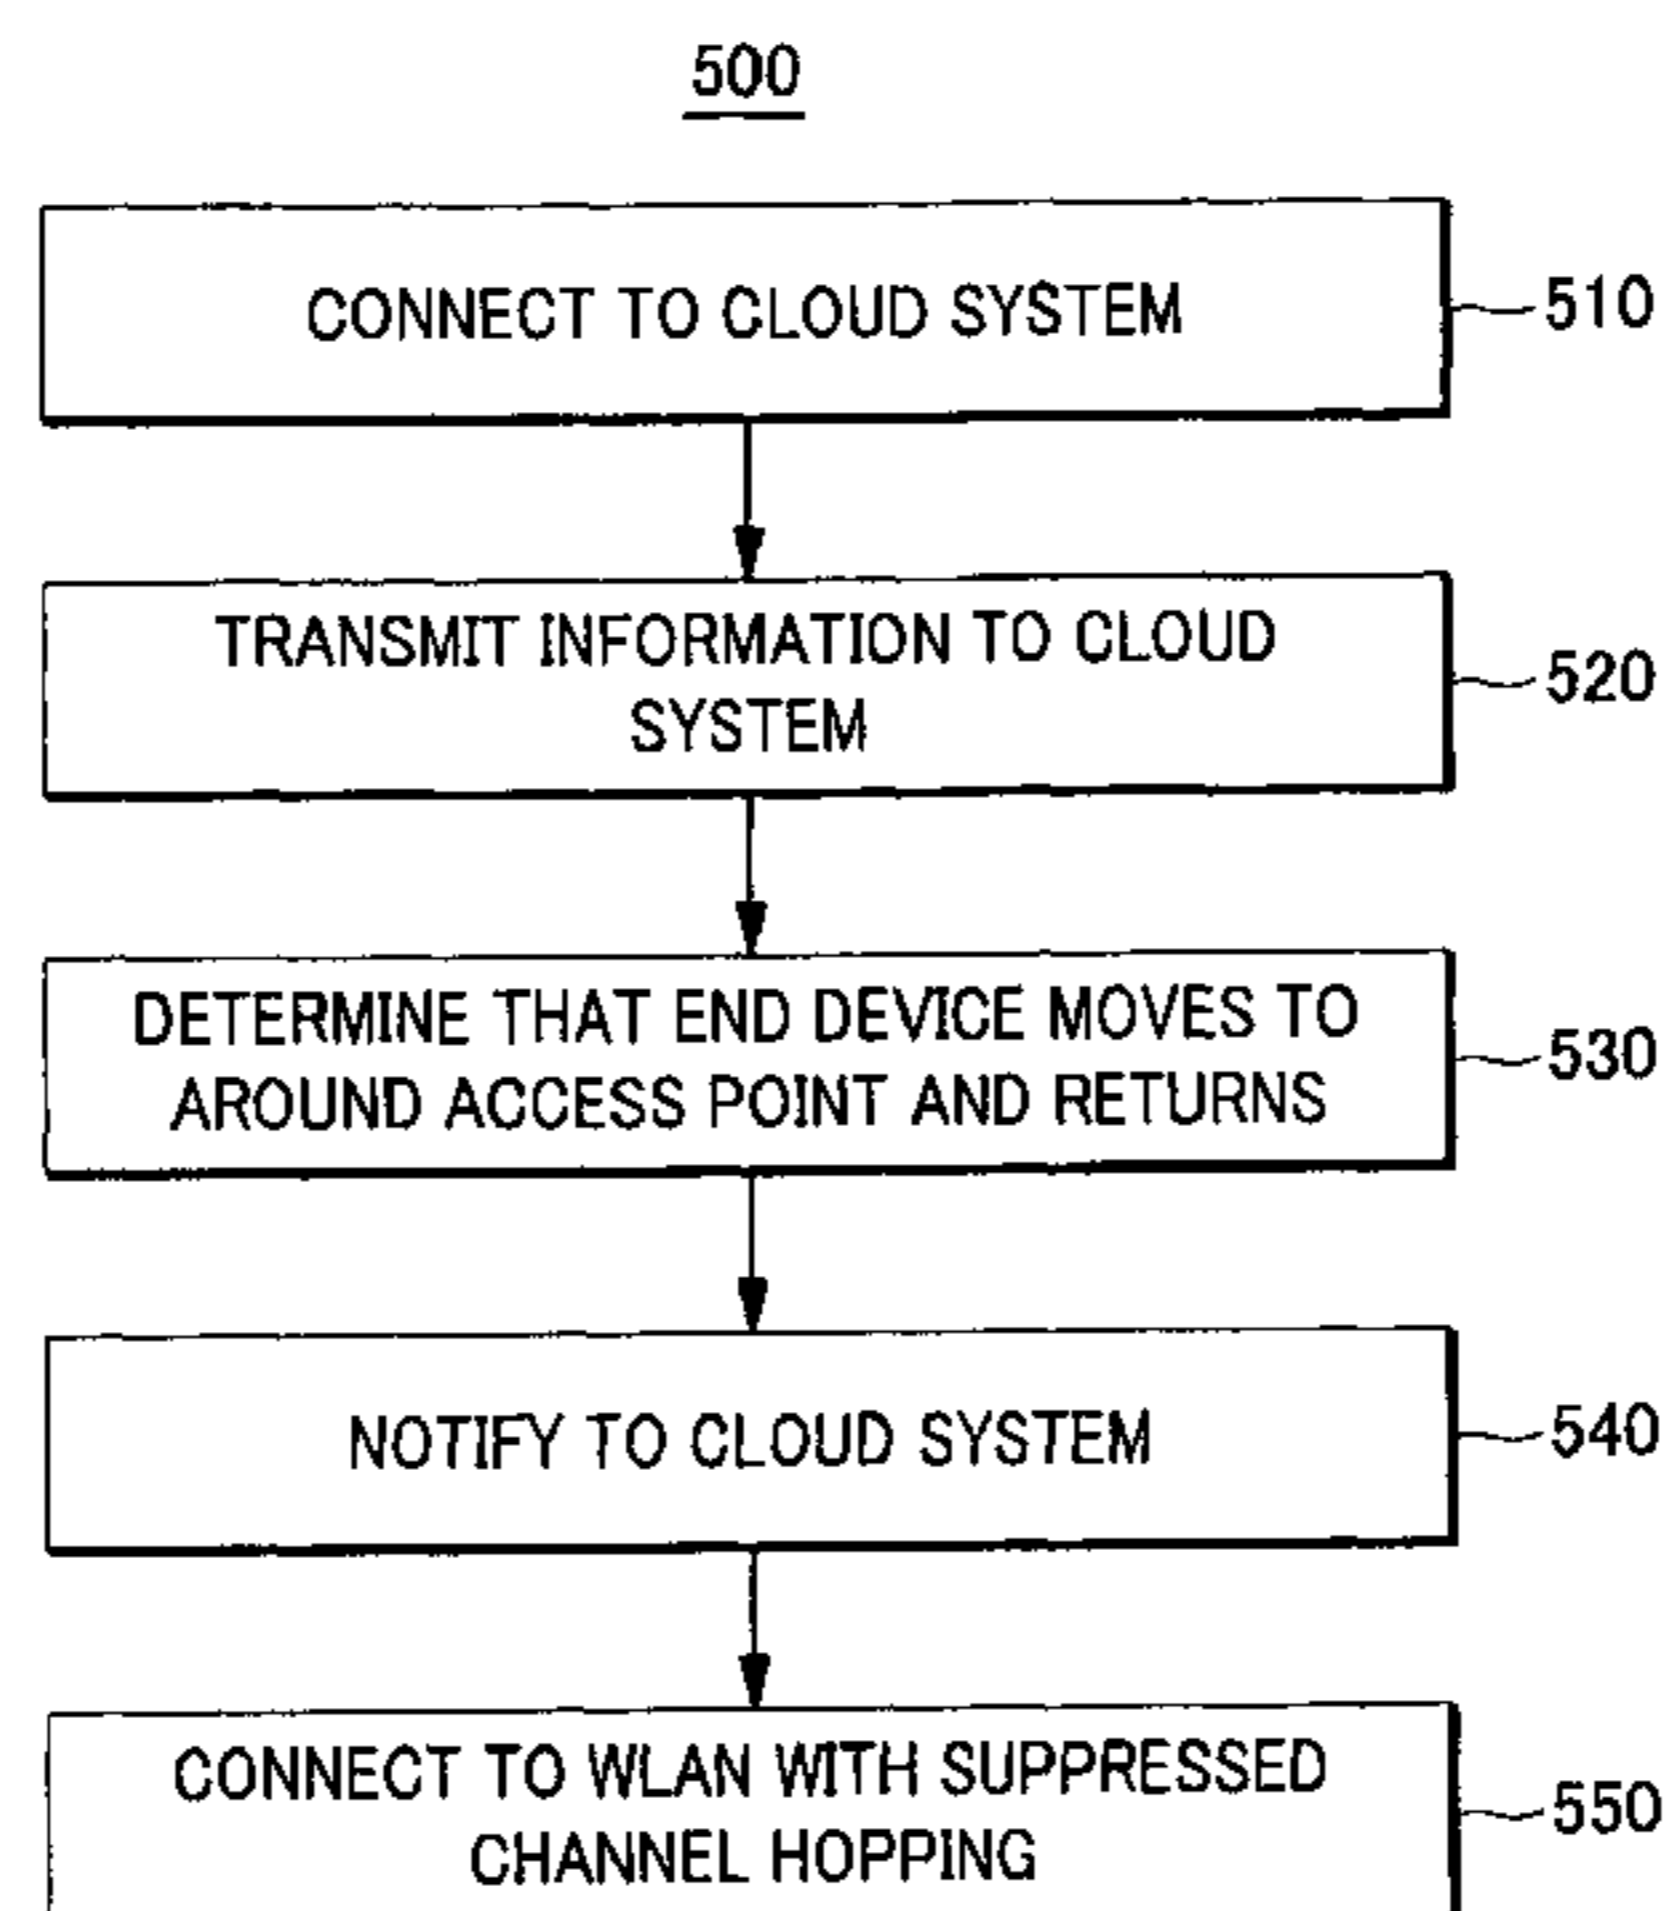 500
CONNECT TO CLOUD SYSTEM
510
TRANSMIT INFORMATION TO CLOUD
SYSTEM
520
DETERMINE THAT END DEVICE MOVES TO
AROUND ACCESS POINT AND RETURNS
530
NOTIFY TO CLOUD SYSTEM
540
CONNECT TO WLAN WITH SUPPRESSED
CHANNEL HOPPING
550